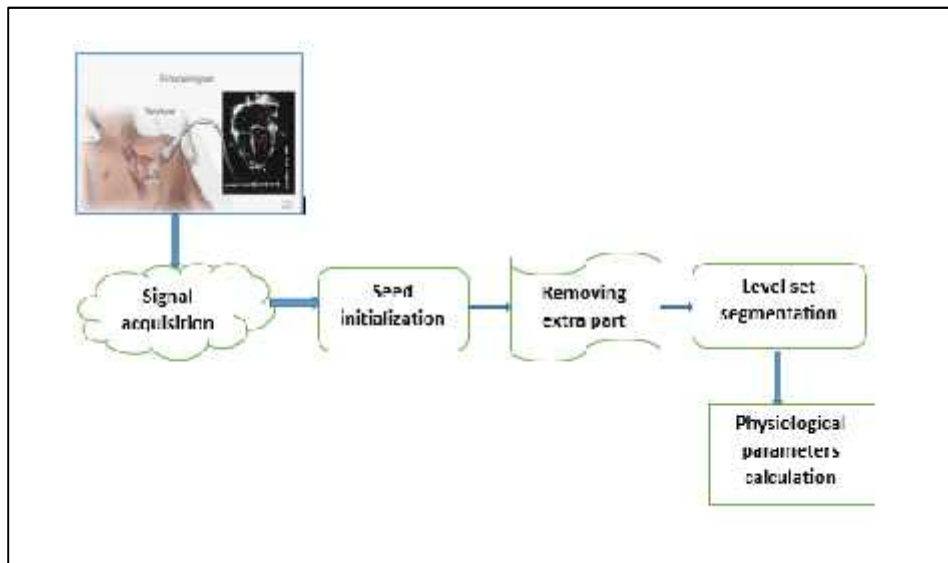 Signal
acquisition
Seed
initialization
Removing
extra part
Level set
segmentation
Physiological
parameters
calculation